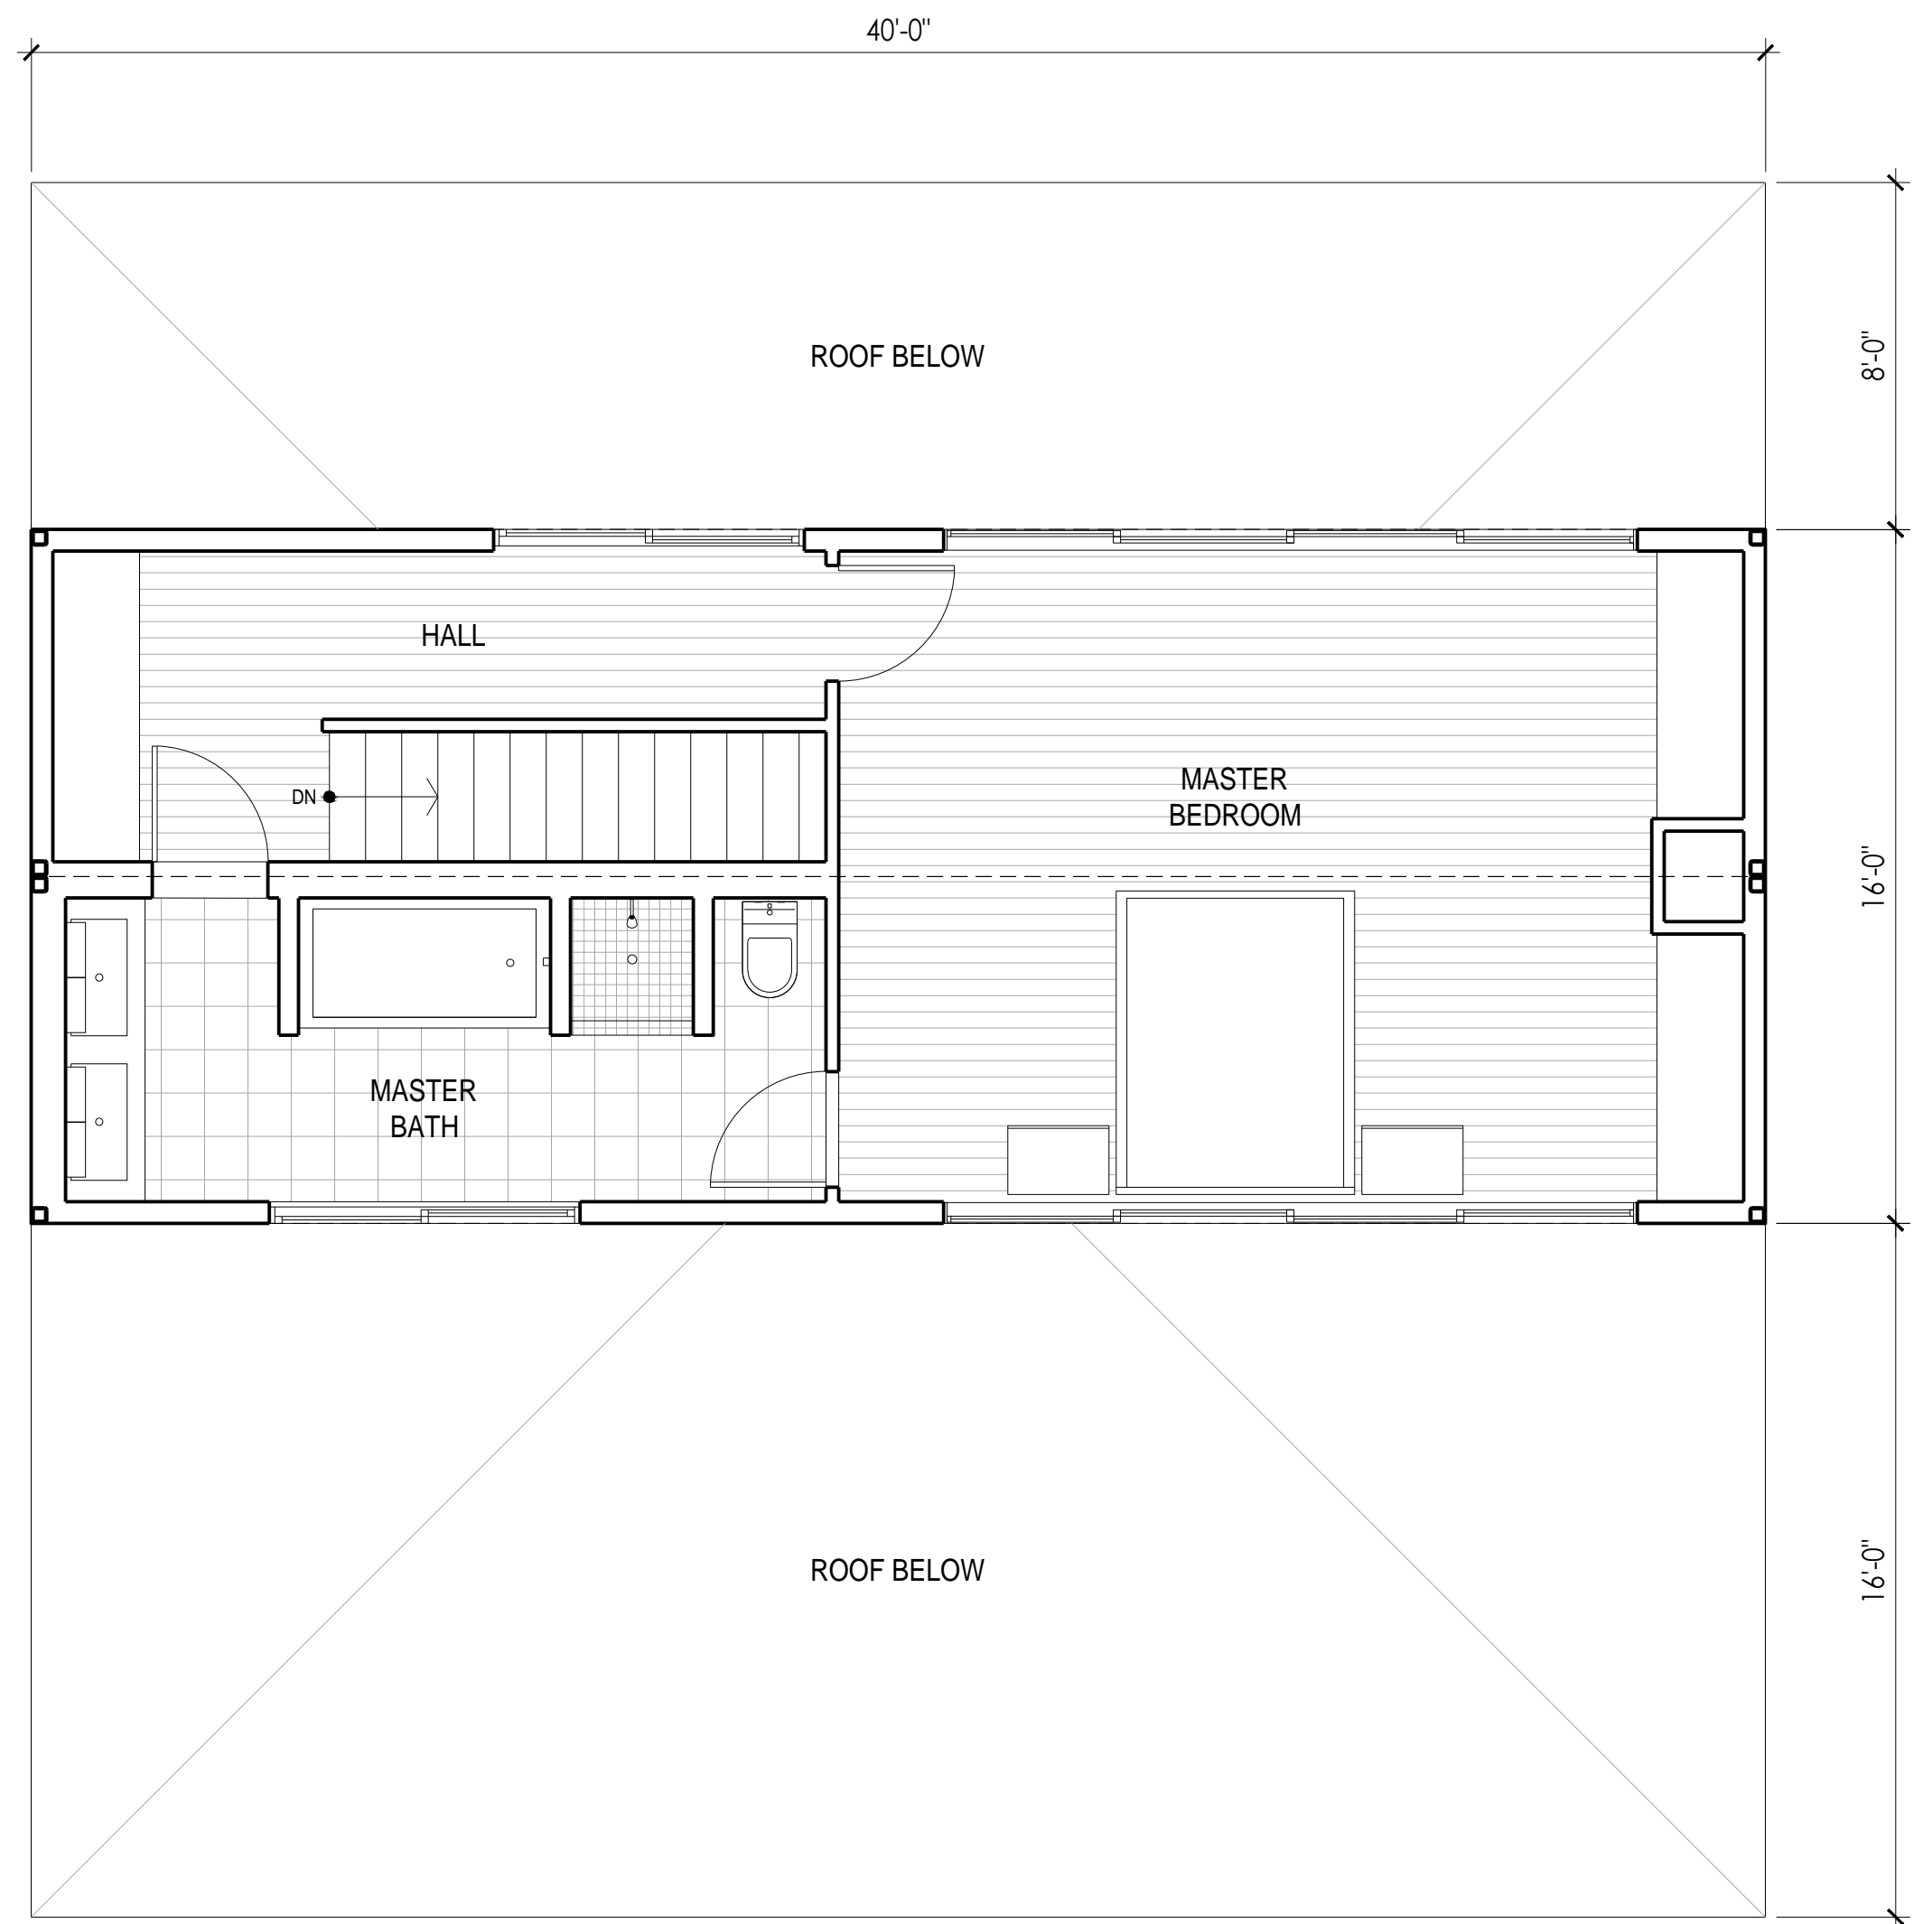 40'-0"
ROOF BELOW
8'-0"
HALL
MASTER
BEDROOM
DN
16'-0"
MASTER
BATH
ROOF BELOW
16'-0"